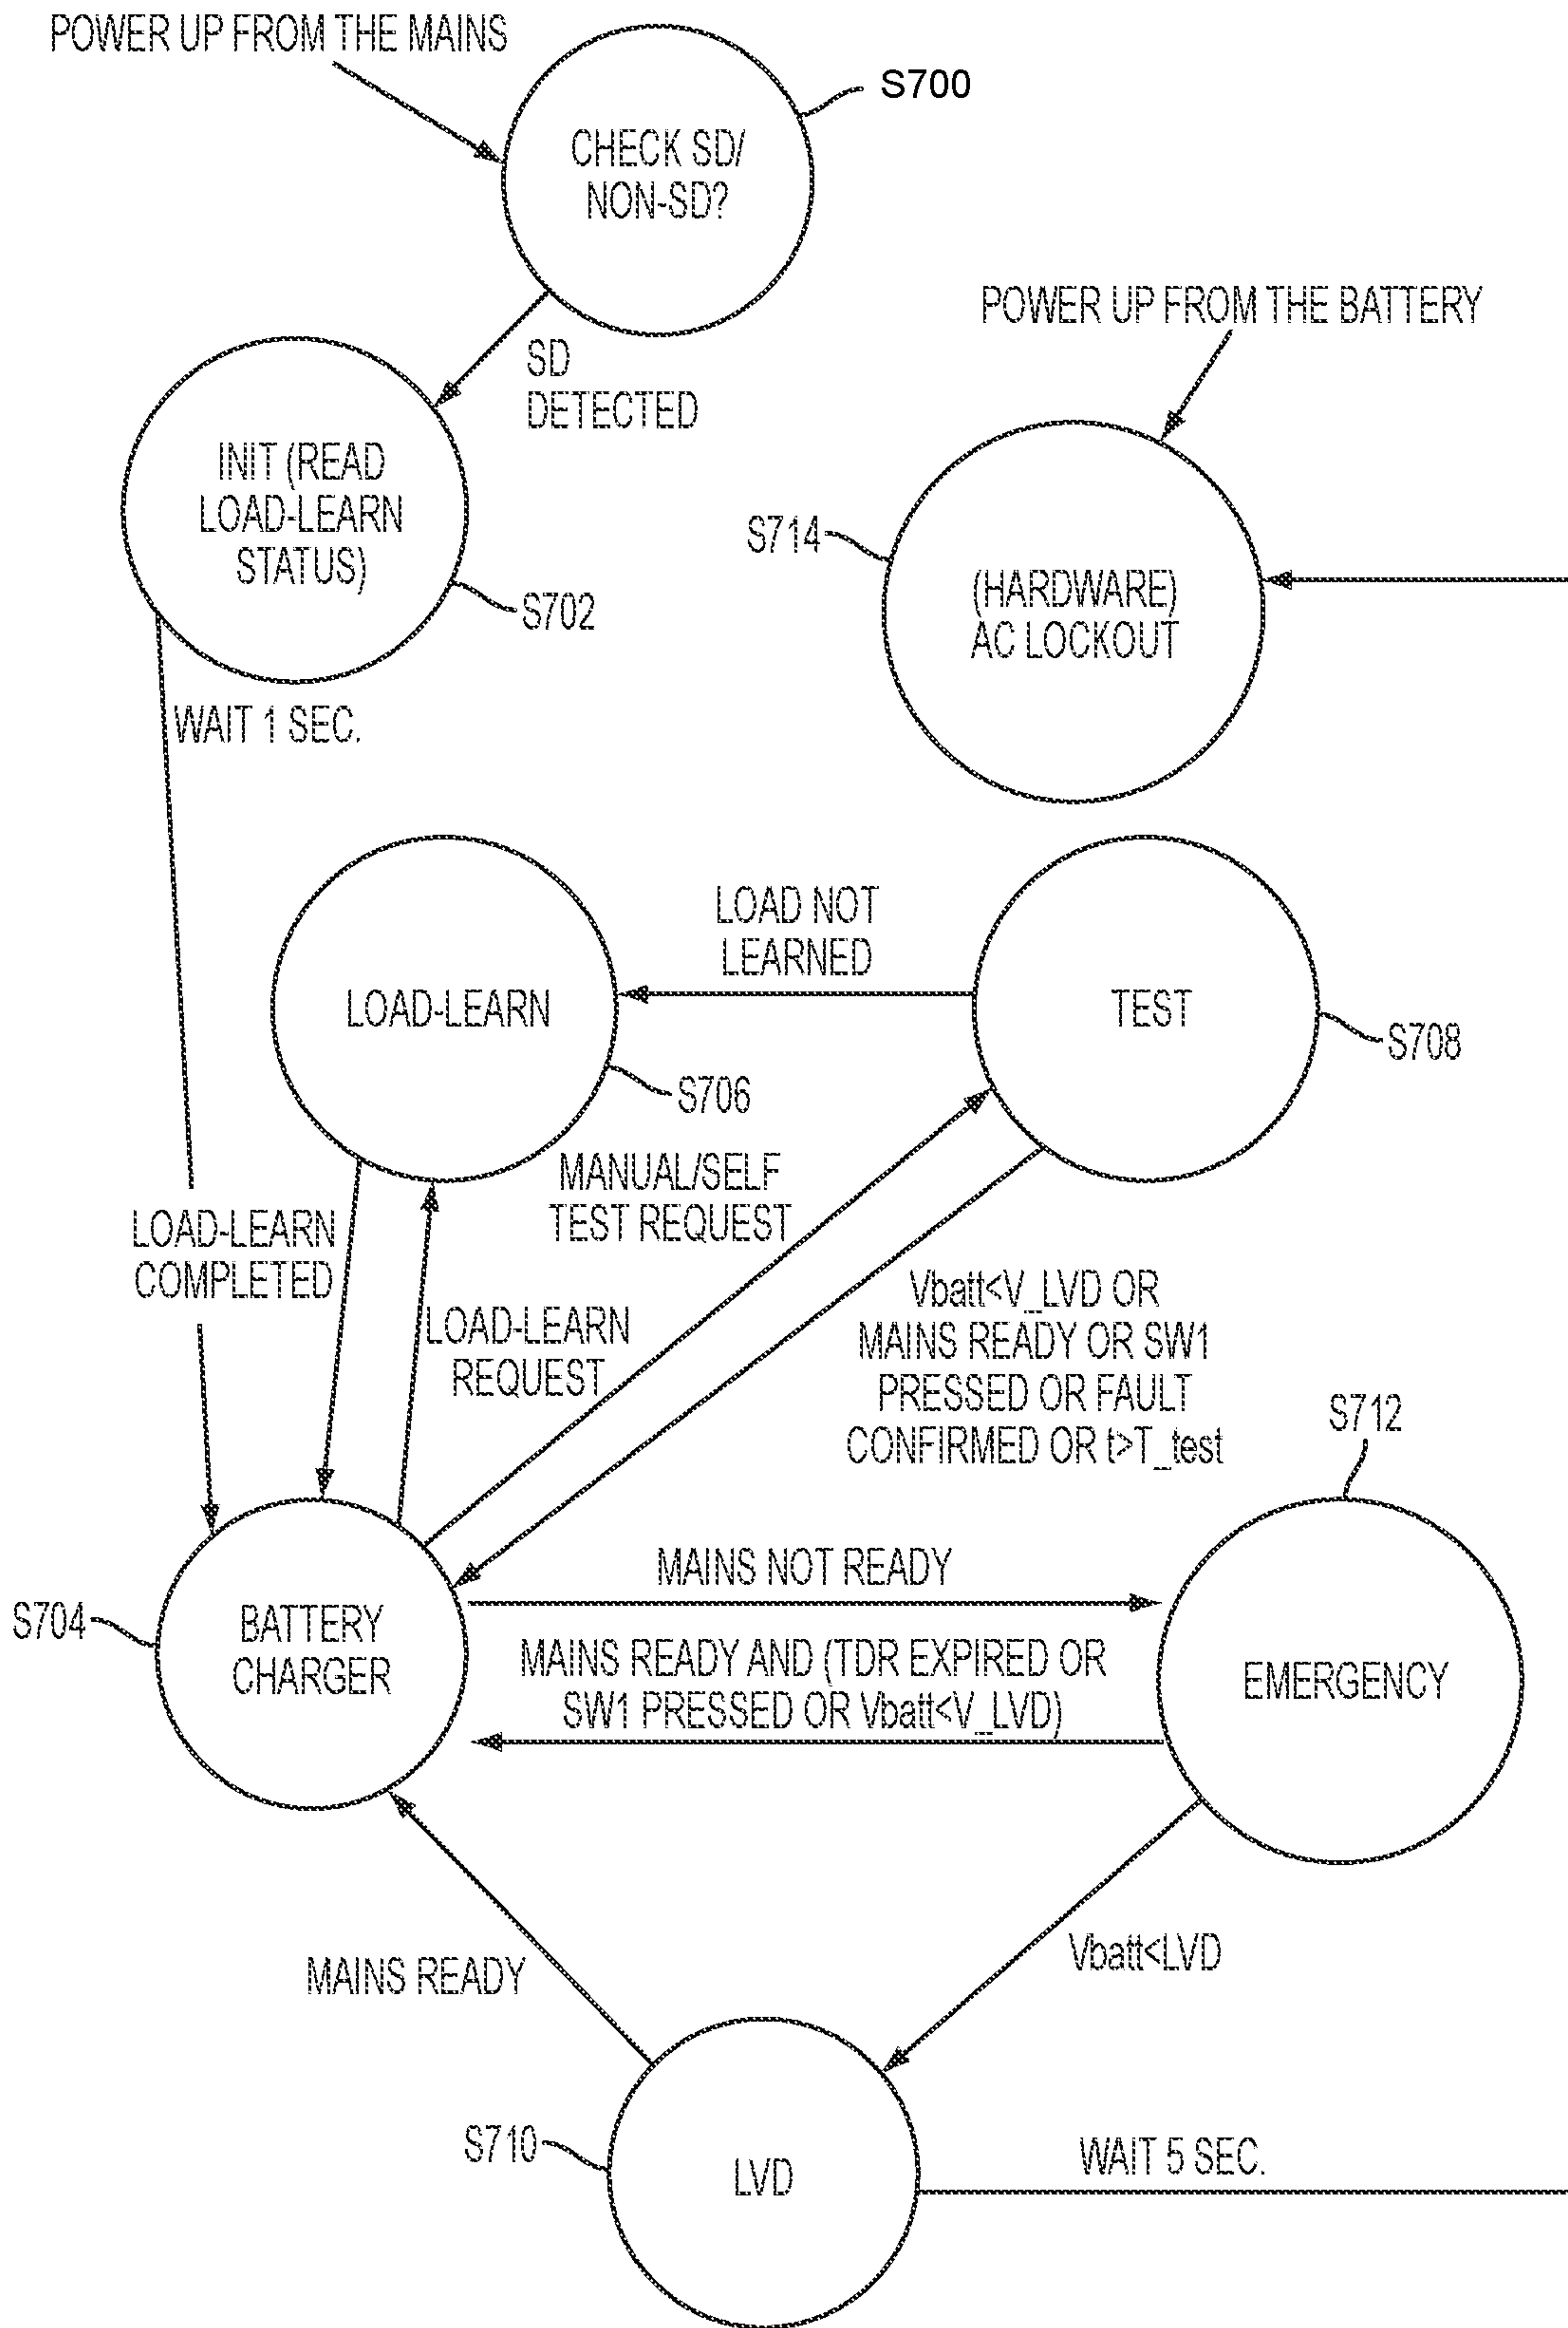 POWER UP FROM THE MAINS
S700
CHECK SD/
NON-SD?
POWER UP FROM THE BATTERY
SD
DETECTED
INIT (READ
LOAD-LEARN
STATUS)
S702
S714
(HARDWARE)
AC LOCKOUT
WAIT 1 SEC.
LOAD NOT
LEARNED
LOAD-LEARN
TEST
S708
S706
MANUAL/SELF
TEST REQUEST
LOAD-LEARN
COMPLETED
LOAD-LEARN
REQUEST
Vbatt<V_LVD OR
MAINS READY OR SW1
PRESSED OR FAULT
CONFIRMED OR t>T_test
S712
MAINS NOT READY
S704
BATTERY
CHARGER
MAINS READY AND (TDR EXPIRED OR
SW1 PRESSED OR Vbatt<V_LVD)
EMERGENCY
Vbatt<LVD
MAINS READY
S710
LVD
WAIT 5 SEC.